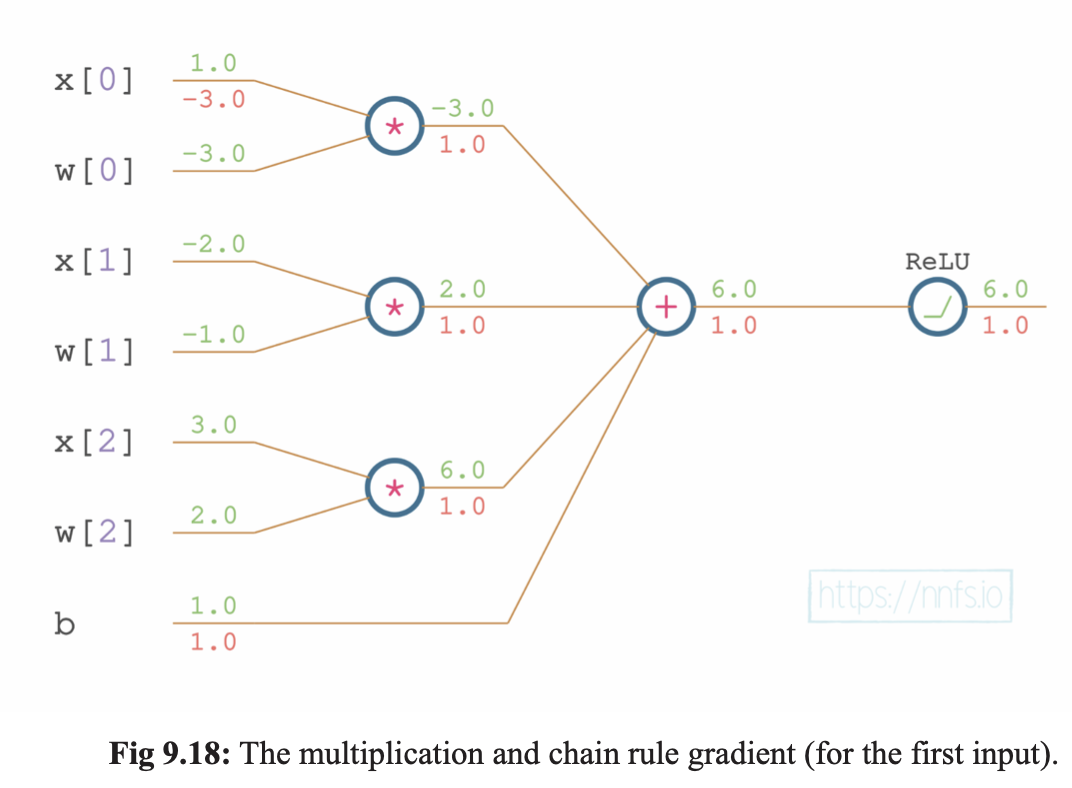 x[0] 1.0
-3.0
w[0] -3.0
* -3.0
1.0
x[1] -2.0
w[1] -1.0
* 2.0
1.0
x[2] 3.0
w[2] 2.0
* 6.0
1.0
b 1.0
1.0
+ 6.0
1.0
ReLU
6.0
1.0
https://nnfs.io
Fig 9.18: The multiplication and chain rule gradient (for the first input).